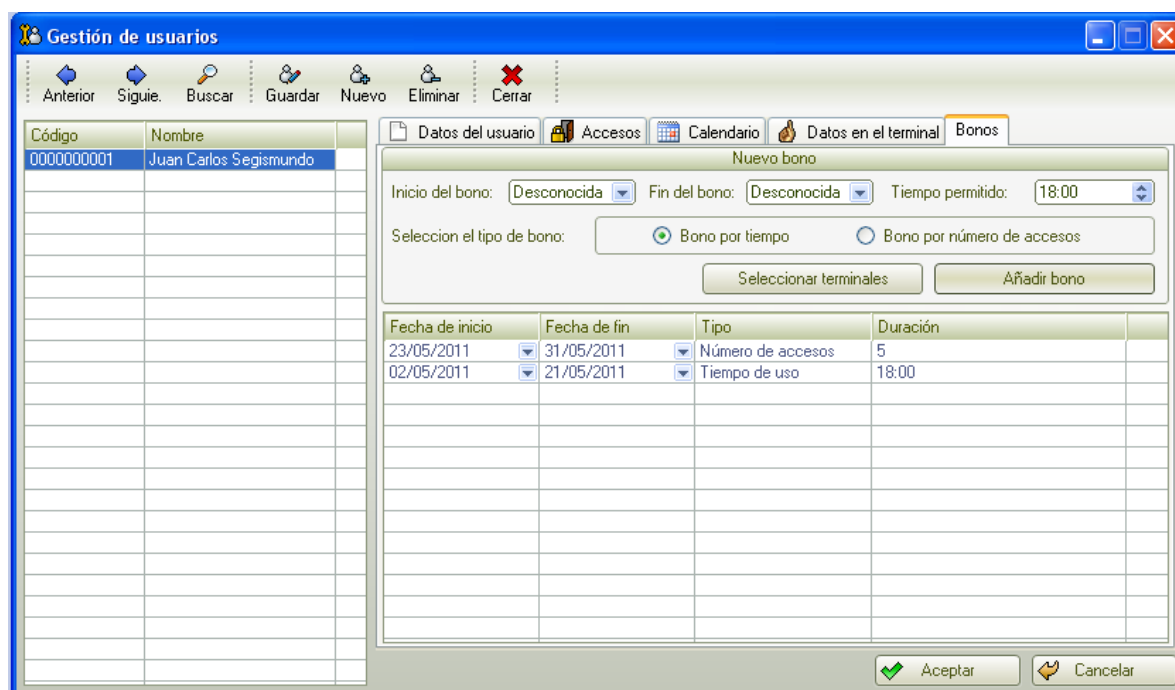 Gestión de usuarios
Anterior Siguie. Buscar Guardar Nuevo Eliminar Cerrar
Código Nombre
0000000001 Juan Carlos Segismundo
Datos del usuario Accesos Calendario Datos en el terminal Bonos
Nuevo bono
Inicio del bono: Desconocida Fin del bono: Desconocida Tiempo permitido: 18:00
Seleccion el tipo de bono: Bono por tiempo Bono por número de accesos
Seleccionar terminales Añadir bono
Fecha de inicio Fecha de fin Tipo Duración
23/05/2011 31/05/2011 Número de accesos 5
02/05/2011 21/05/2011 Tiempo de uso 18:00
Aceptar Cancelar